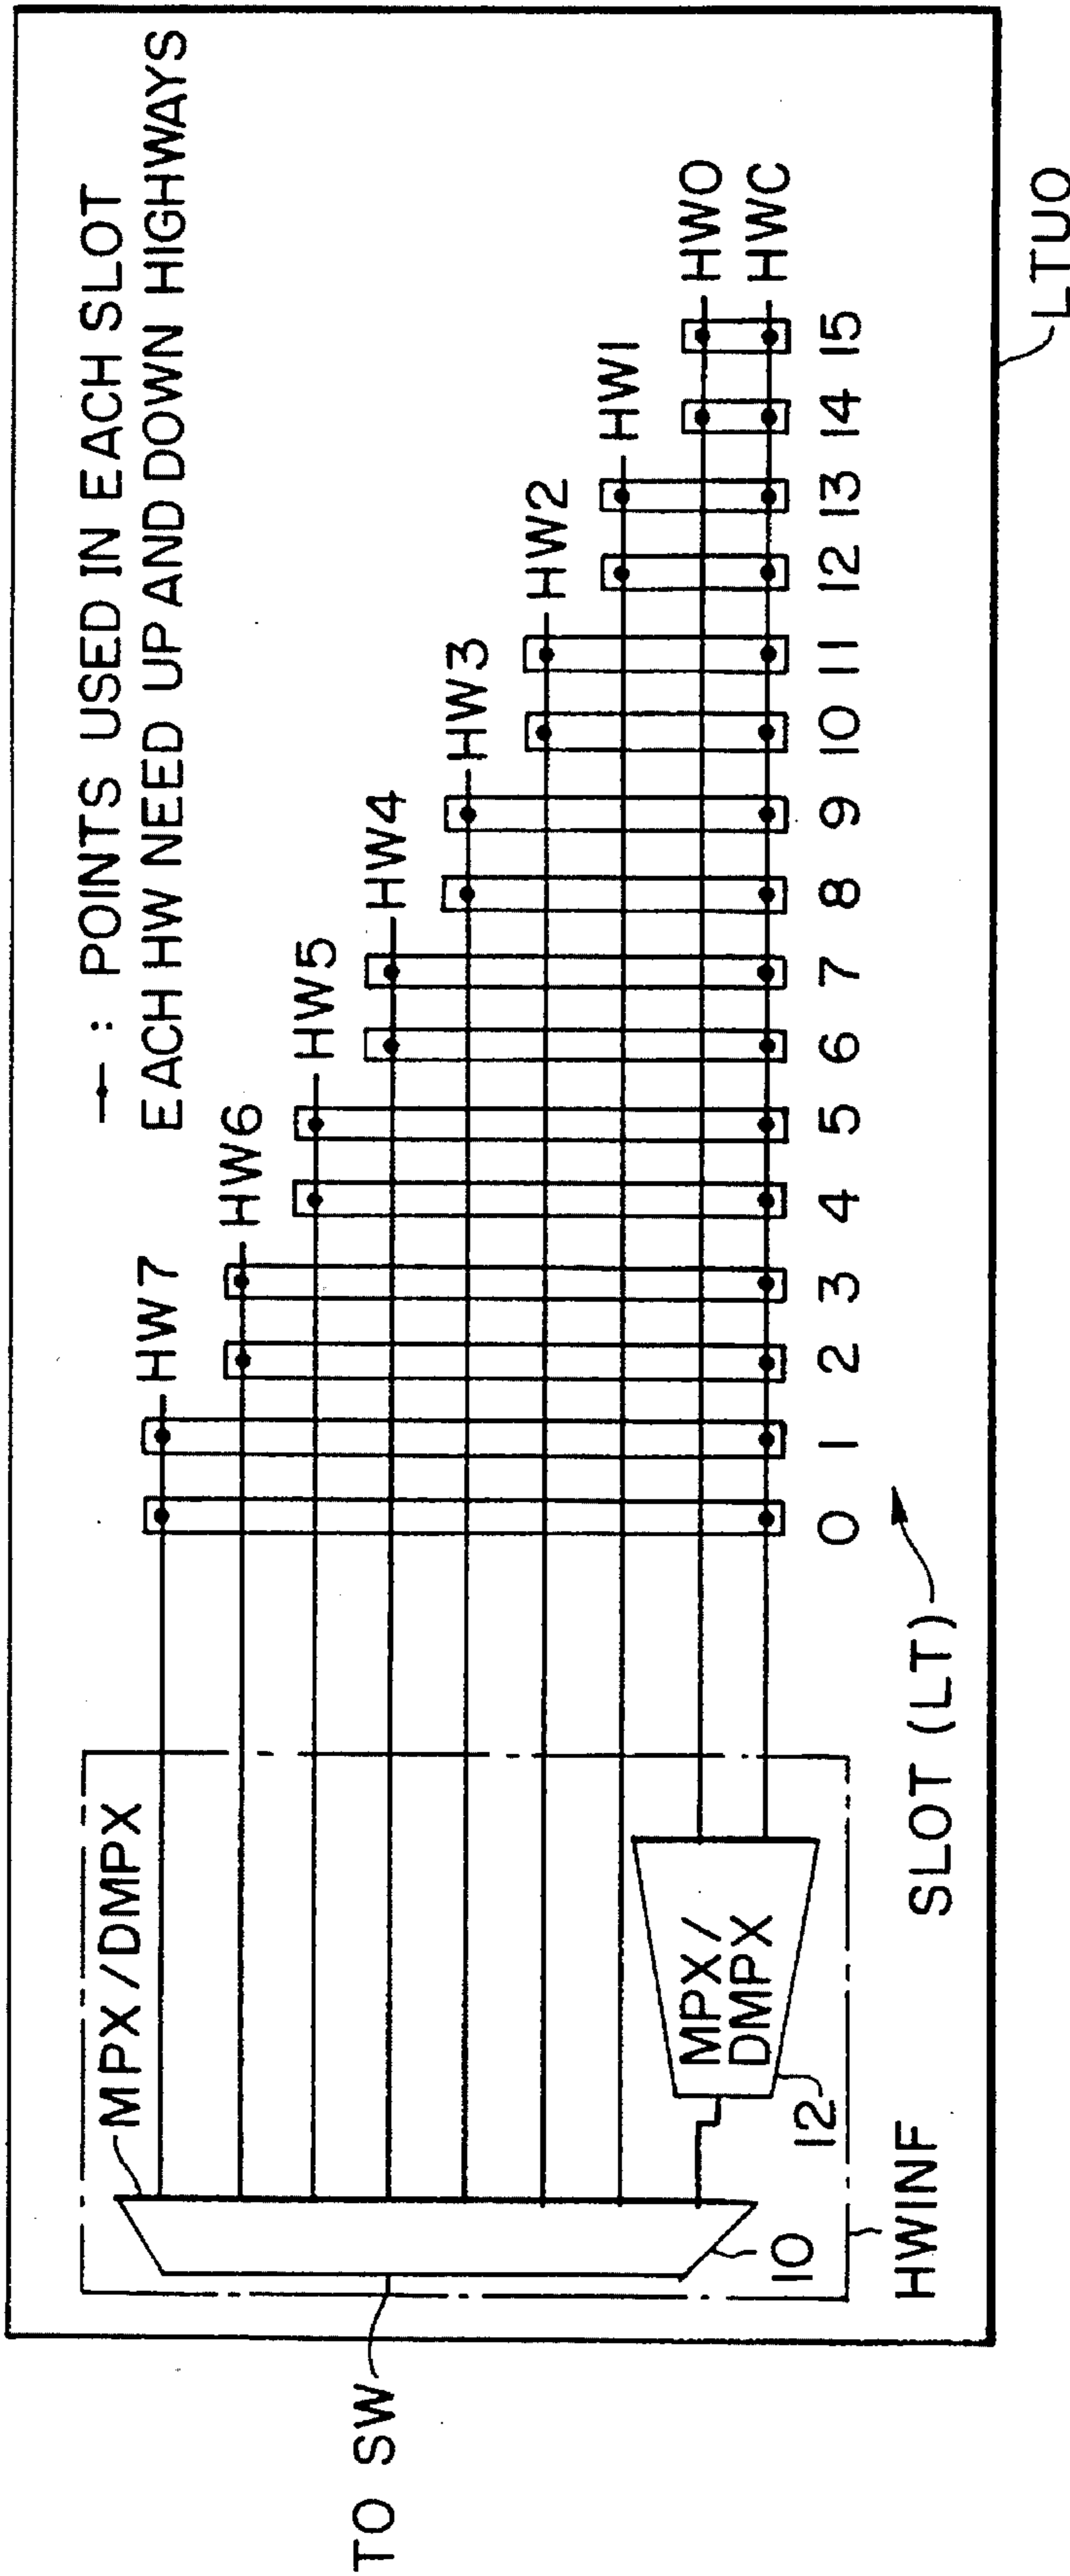 —•— : POINTS USED IN EACH SLOT
EACH HW NEED UP AND DOWN HIGHWAYS
MPX/DMPX
HW7
HW6
HW5
HW4
HW3
HW2
HW1
HW0
HWC
MPX/
DMPX
TO SW
10
12
HWINF
0 1 2 3 4 5 6 7 8 9 10 11 12 13 14 15
SLOT (LT)
LTU0